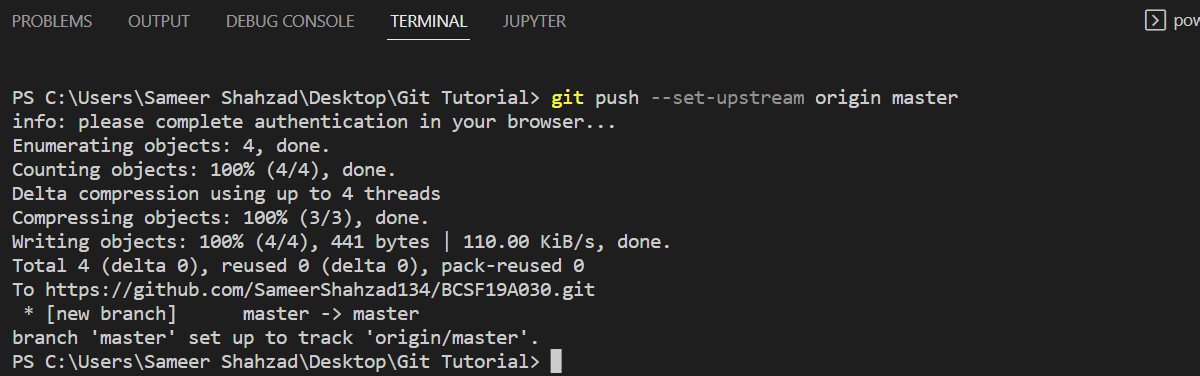 PROBLEMS OUTPUT DEBUG CONSOLE TERMINAL JUPYTER pow
PS C:\Users\Sameer Shahzad\Desktop\Git Tutorial> git push --set-upstream origin master
info: please complete authentication in your browser...
Enumerating objects: 4, done.
Counting objects: 100% (4/4), done.
Delta compression using up to 4 threads
Compressing objects: 100% (3/3), done.
Writing objects: 100% (4/4), 441 bytes | 110.00 KiB/s, done.
Total 4 (delta 0), reused 0 (delta 0), pack-reused 0
To https://github.com/SameerShahzad134/BCSF19A030.git
 * [new branch]      master -> master
branch 'master' set up to track 'origin/master'.
PS C:\Users\Sameer Shahzad\Desktop\Git Tutorial>